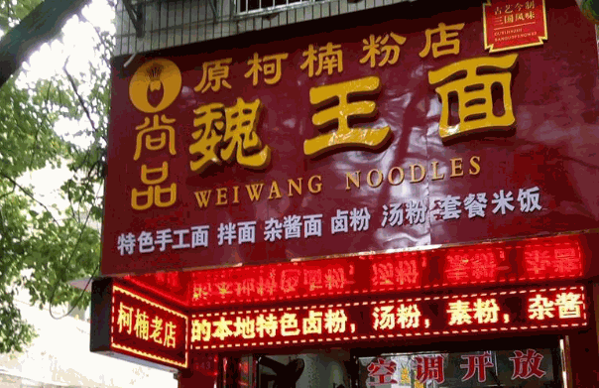 古艺今制
三国风味
原柯楠粉店
尚品
魏王面
WEIWANG NOODLES
特色手工面 拌面 杂酱面 卤粉 汤粉 套餐米饭
柯楠老店
的本地特色卤粉，汤粉，素粉，杂酱
空调开放